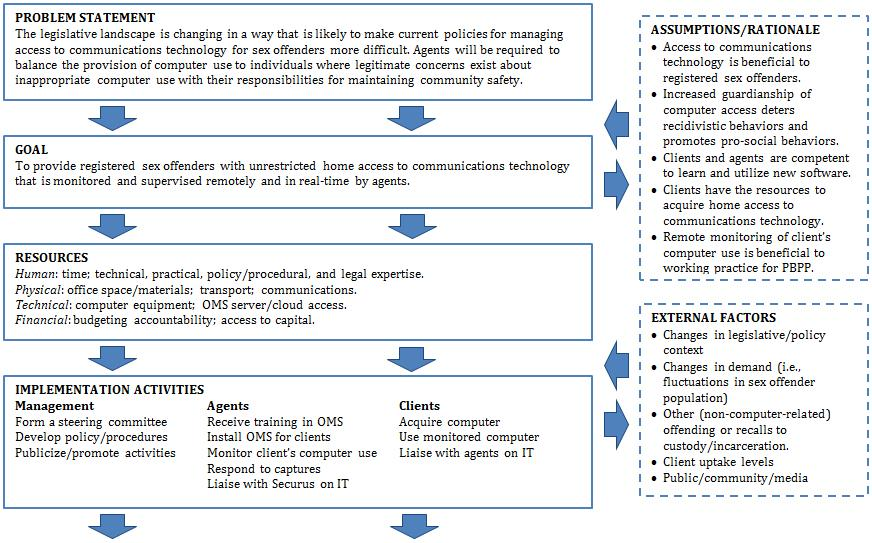 PROBLEM STATEMENT
The legislative landscape is changing in a way that is likely to make current policies for managing
access to communications technology for sex offenders more difficult. Agents will be required to
balance the provision of computer use to individuals where legitimate concerns exist about
inappropriate computer use with their responsibilities for maintaining community safety.
GOAL
To provide registered sex offenders with unrestricted home access to communications technology
that is monitored and supervised remotely and in real-time by agents.
RESOURCES
Human: time; technical, practical, policy/procedural, and legal expertise.
Physical: office space/materials; transport; communications.
Technical: computer equipment; OMS server/cloud access.
Financial: budgeting accountability; access to capital.
IMPLEMENTATION ACTIVITIES
Management
Form a steering committee
Develop policy/procedures
Publicize/promote activities
Agents
Receive training in OMS
Install OMS for clients
Monitor client's computer use
Respond to captures
Liaise with Securus on IT
Clients
Acquire computer
Use monitored computer
Liaise with agents on IT
ASSUMPTIONS/RATIONALE
• Access to communications
technology is beneficial to
registered sex offenders.
• Increased guardianship of
computer access deters
recidivistic behaviors and
promotes pro-social behaviors.
• Clients and agents are competent
to learn and utilize new software.
• Clients have the resources to
acquire home access to
communications technology.
• Remote monitoring of client's
computer use is beneficial to
working practice for PBPP.
EXTERNAL FACTORS
• Changes in legislative/policy
context
• Changes in demand (i.e.,
fluctuations in sex offender
population)
• Other (non-computer-related)
offending or recalls to
custody/incarceration.
• Client uptake levels
• Public/community/media